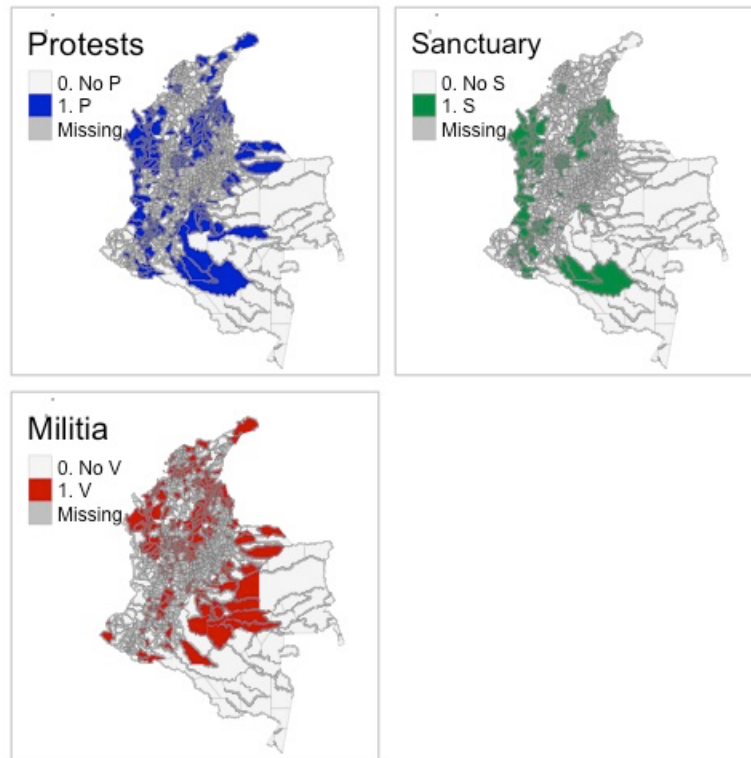 Protests
0. No P
1. P
Missing
Sanctuary
0. No S
1. S
Missing
Militia
0. No V
1. V
Missing